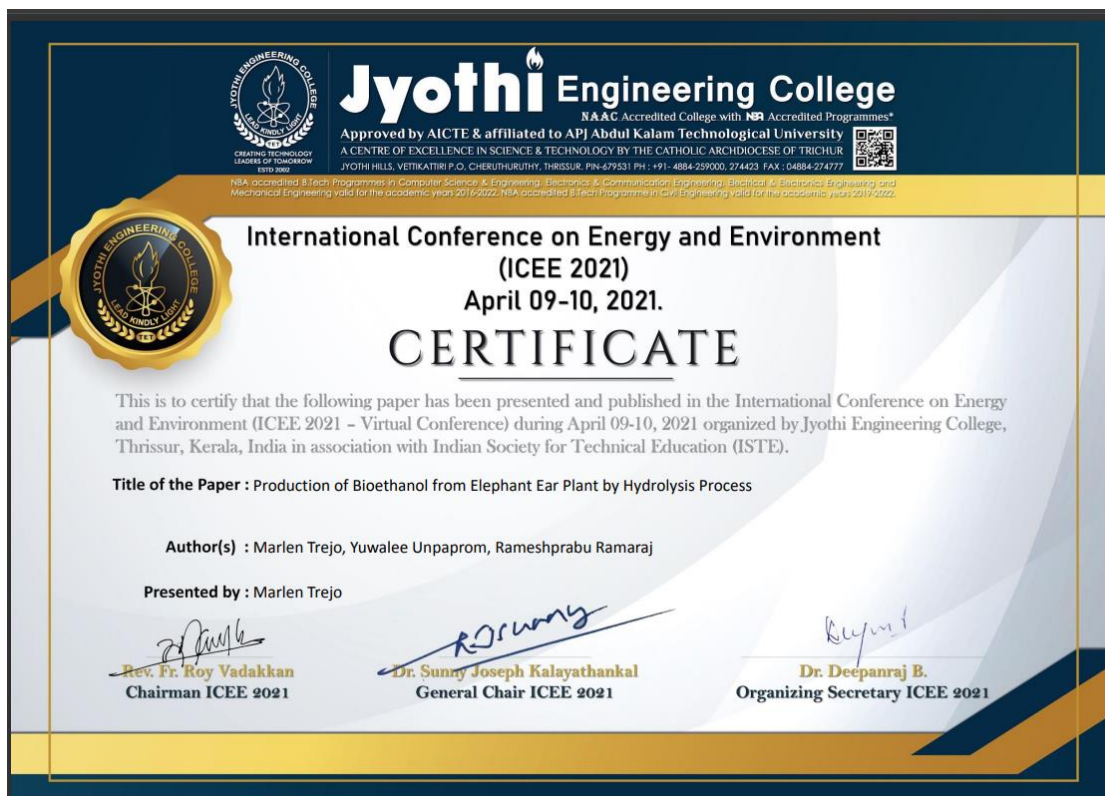 JYOTHI ENGINEERING COLLEGE
LEAD KINDLY LIGHT
TET
CREATING TECHNOLOGY
LEADERS OF TOMORROW
ESTD 2002
Jyothi Engineering College
NAAC Accredited College with NBA Accredited Programmes*
Approved by AICTE & affiliated to APJ Abdul Kalam Technological University
A CENTRE OF EXCELLENCE IN SCIENCE & TECHNOLOGY BY THE CATHOLIC ARCHDIOCESE OF TRICHUR
JYOTHI HILLS, VETTIKATTIRI P.O, CHERUTHURUTHY, THRISSUR. PIN-679531 PH : +91- 4884-259000, 274423 FAX : 04884-274777
NBA accredited B.Tech Programmes in Computer Science & Engineering, Electronics & Communication Engineering, Electrical & Electronics Engineering and
Mechanical Engineering valid for the academic years 2016-2022. NBA accredited B.Tech Programme in Civil Engineering valid for the academic years 2019-2022.
JYOTHI ENGINEERING COLLEGE
LEAD KINDLY LIGHT
TET
International Conference on Energy and Environment
(ICEE 2021)
April 09-10, 2021.
CERTIFICATE
This is to certify that the following paper has been presented and published in the International Conference on Energy
and Environment (ICEE 2021 – Virtual Conference) during April 09-10, 2021 organized by Jyothi Engineering College,
Thrissur, Kerala, India in association with Indian Society for Technical Education (ISTE).
Title of the Paper : Production of Bioethanol from Elephant Ear Plant by Hydrolysis Process
Author(s) : Marlen Trejo, Yuwalee Unpaprom, Rameshprabu Ramaraj
Presented by : Marlen Trejo
Rev. Fr. Roy Vadakkan
Chairman ICEE 2021
Dr. Sunny Joseph Kalayathankal
General Chair ICEE 2021
Dr. Deepanraj B.
Organizing Secretary ICEE 2021